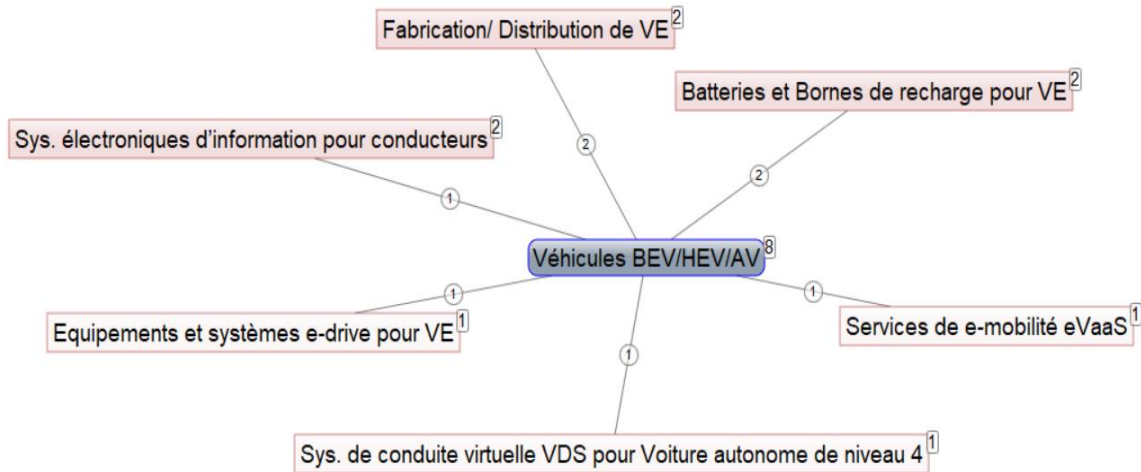 Fabrication/ Distribution de VE 2
Batteries et Bornes de recharge pour VE 2
Sys. électroniques d’information pour conducteurs 2
2
2
1
Véhicules BEV/HEV/AV 8
1
1
Equipements et systèmes e-drive pour VE 1
Services de e-mobilité eVaaS 1
1
Sys. de conduite virtuelle VDS pour Voiture autonome de niveau 4 1